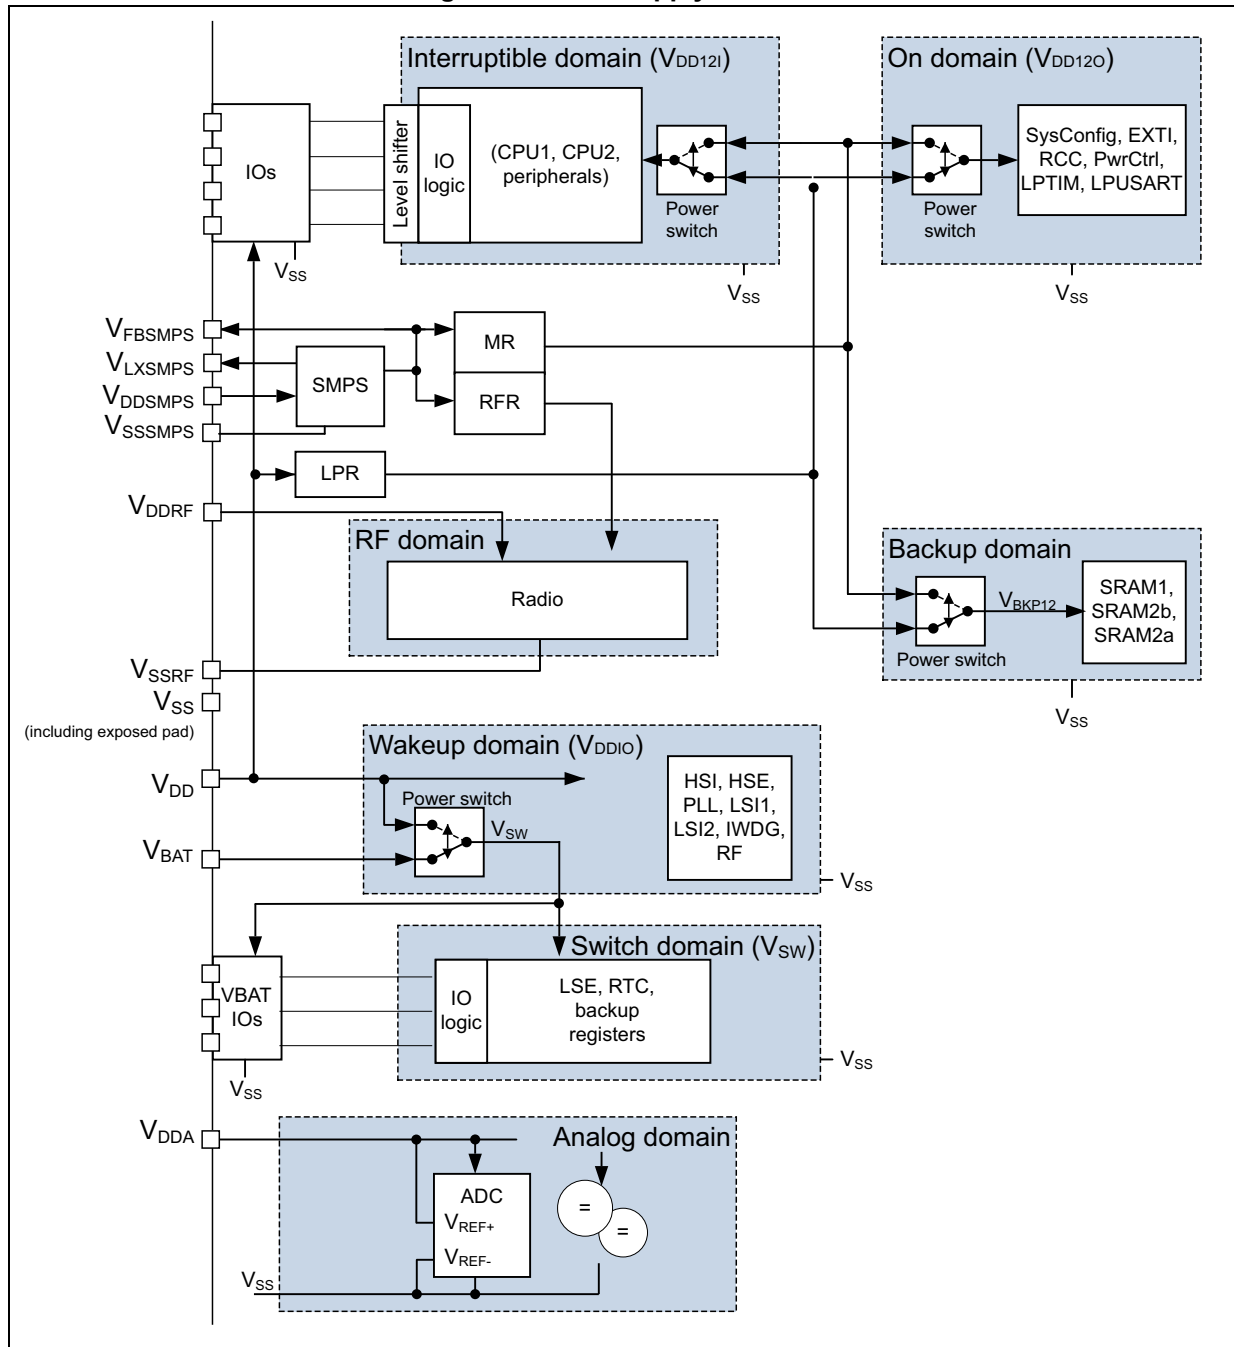 Interruptible domain (VDD12I)
On domain (VDD12O)
IOs
Level shifter
IO
logic
(CPU1, CPU2,
peripherals)
Power
switch
Power
switch
SysConfig, EXTI,
RCC, PwrCtrl,
LPTIM, LPUSART
VSS
VSS
VSS
VFBSMPS
VLXSMPS
VDDSMPS
VSSSMPS
SMPS
MR
RFR
LPR
VDDRF
RF domain
Radio
Backup domain
VBKP12
SRAM1,
SRAM2b,
SRAM2a
Power switch
VSS
VSSRF
VSS
(including exposed pad)
Wakeup domain (VDDIO)
VDD
Power switch
VSW
HSI, HSE,
PLL, LSI1,
LSI2, IWDG,
RF
VBAT
VSS
Switch domain (VSW)
VBAT
IOs
IO
logic
LSE, RTC,
backup
registers
VSS
VSS
VDDA
Analog domain
ADC
VREF+
VREF-
=
=
VSS